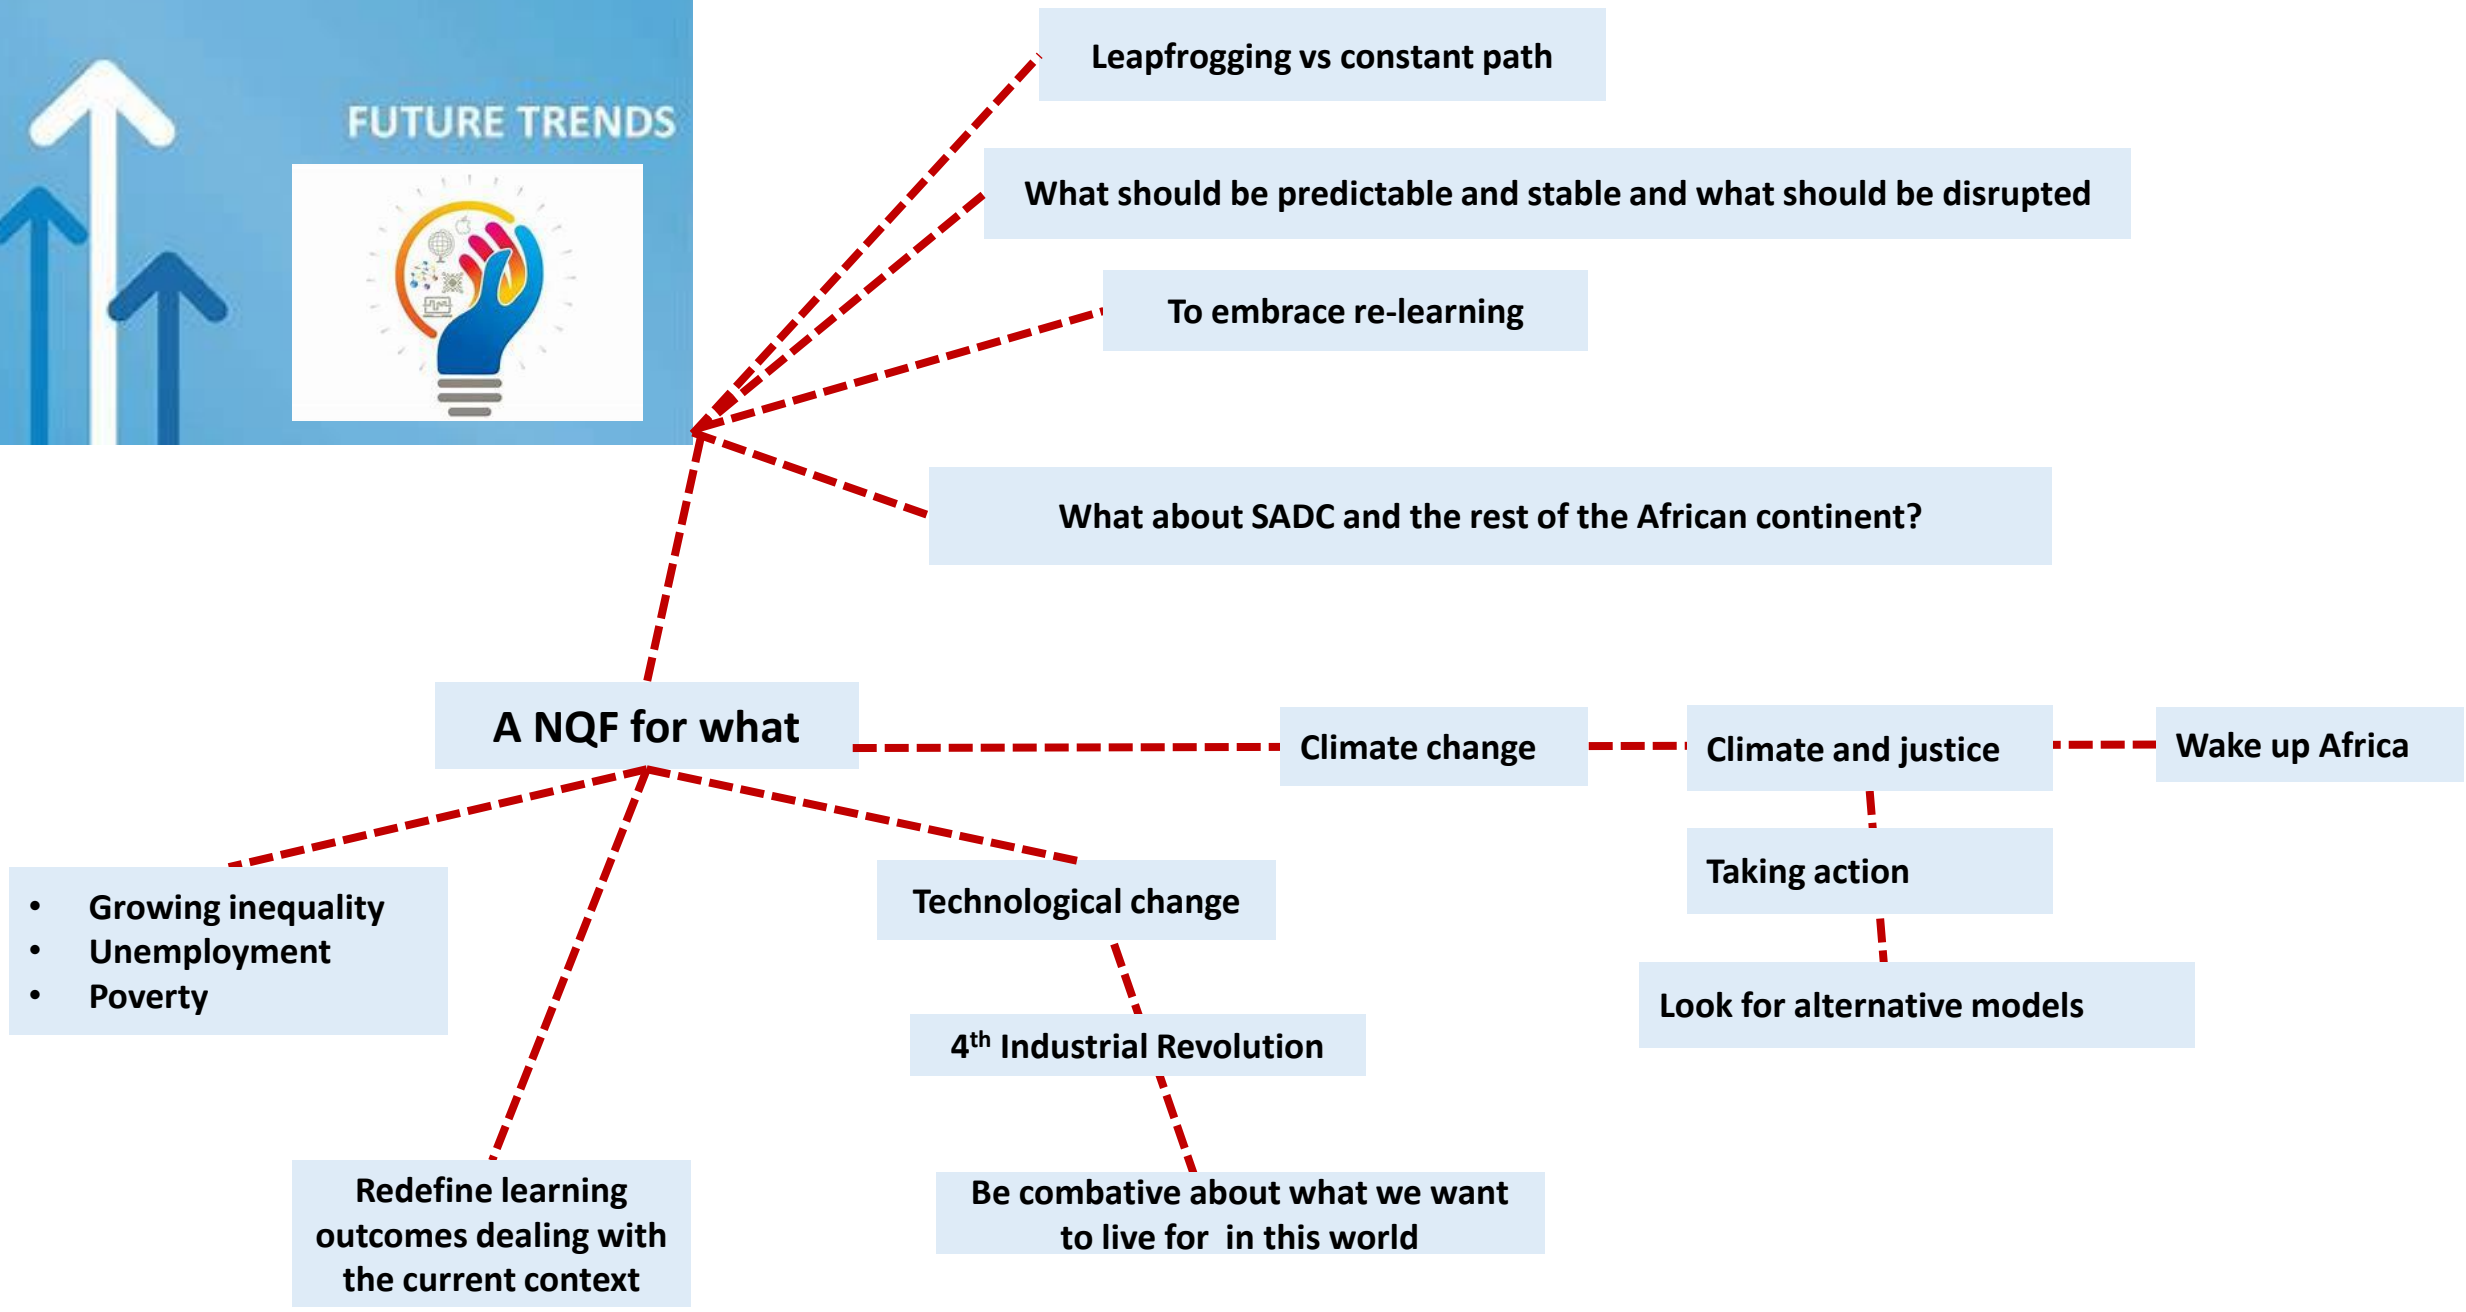 FUTURE TRENDS
Leapfrogging vs constant path
What should be predictable and stable and what should be disrupted
To embrace re-learning
What about SADC and the rest of the African continent?
A NQF for what
Climate change
Climate and justice
Wake up Africa
Taking action
Look for alternative models
• Growing inequality
• Unemployment
• Poverty
Technological change
4th Industrial Revolution
Be combative about what we want
to live for in this world
Redefine learning
outcomes dealing with
the current context